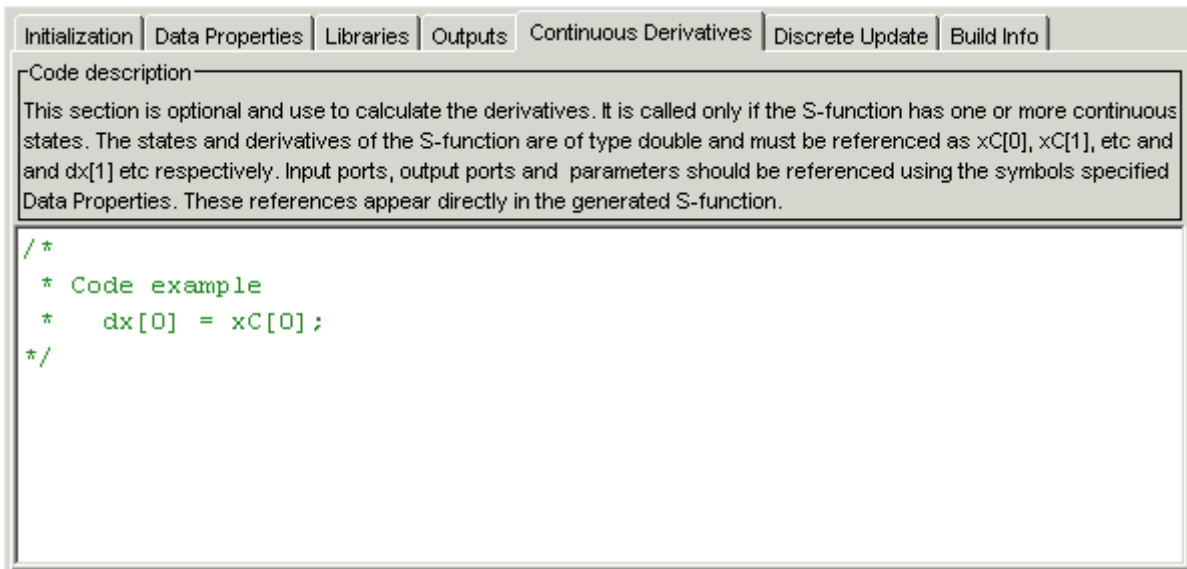 Initialization Data Properties Libraries Outputs Continuous Derivatives Discrete Update Build Info
Code description
This section is optional and use to calculate the derivatives. It is called only if the S-function has one or more continuous
states. The states and derivatives of the S-function are of type double and must be referenced as xC[0], xC[1], etc and
and dx[1] etc respectively. Input ports, output ports and  parameters should be referenced using the symbols specified
Data Properties. These references appear directly in the generated S-function.
/*
 * Code example
 *   dx[0] = xC[0];
*/